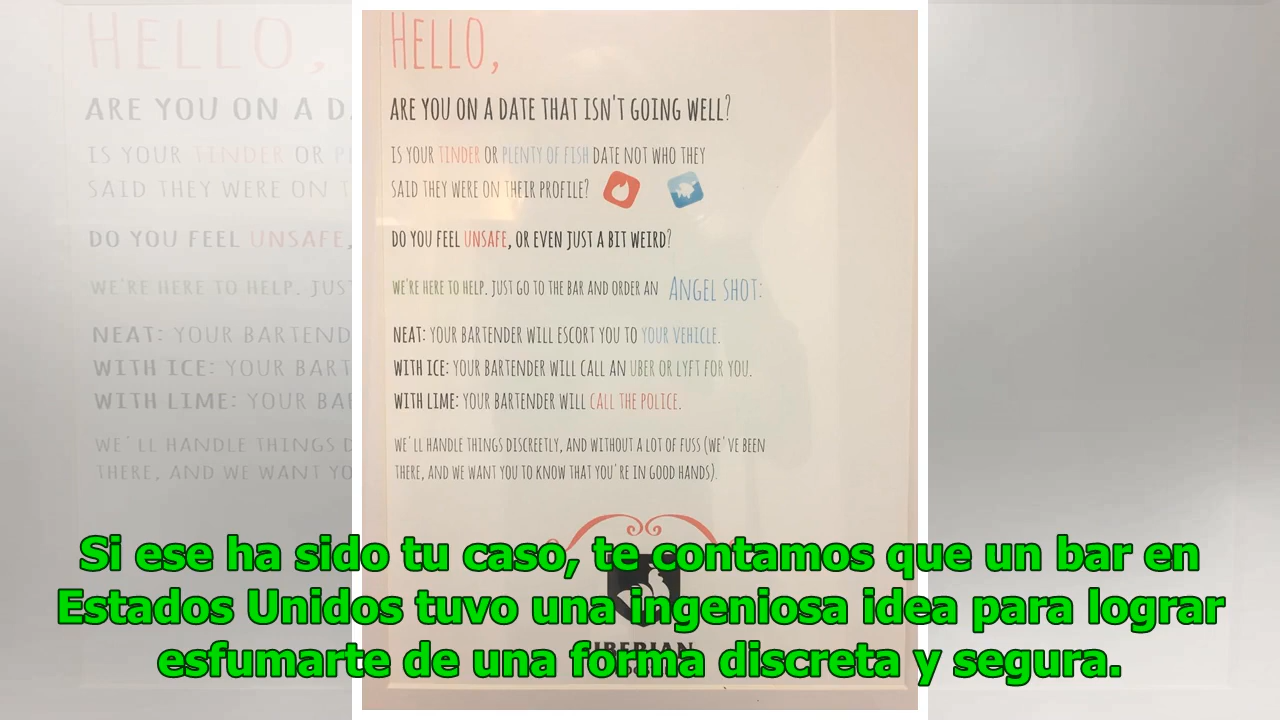 HELLO,
ARE YOU ON A DATE THAT ISN'T GOING WELL?
IS YOUR TINDER OR PLENTY OF FISH DATE NOT WHO THEY
SAID THEY WERE ON THEIR PROFILE?
DO YOU FEEL UNSAFE, OR EVEN JUST A BIT WEIRD?
WE'RE HERE TO HELP. JUST GO TO THE BAR AND ORDER AN ANGEL SHOT:
NEAT: YOUR BARTENDER WILL ESCORT YOU TO YOUR VEHICLE.
WITH ICE: YOUR BARTENDER WILL CALL AN UBER OR LYFT FOR YOU.
WITH LIME: YOUR BARTENDER WILL CALL THE POLICE.
WE'LL HANDLE THINGS DISCREETLY, AND WITHOUT A LOT OF FUSS (WE'VE BEEN
THERE, AND WE WANT YOU TO KNOW THAT YOU'RE IN GOOD HANDS).
Si ese ha sido tu caso, te contamos que un bar en
Estados Unidos tuvo una ingeniosa idea para lograr
esfumarte de una forma discreta y segura.